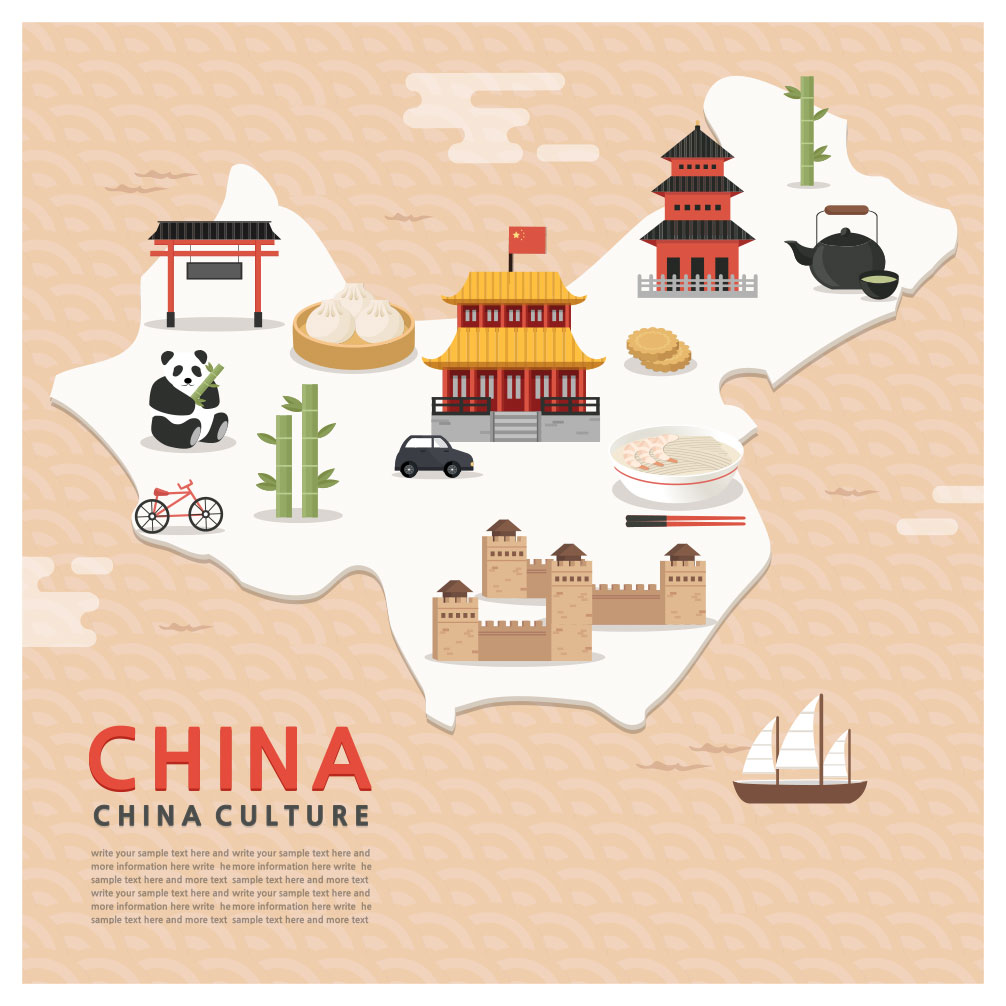 CHINA
CHINA CULTURE
write your sample text here and write your sample text here and
more information here write  he more information here write  he
sample text here and more text  sample text here and more text
write your sample text here and write your sample text here and
more information here write  he more information here write  he
sample text here and more text  sample text here and more text